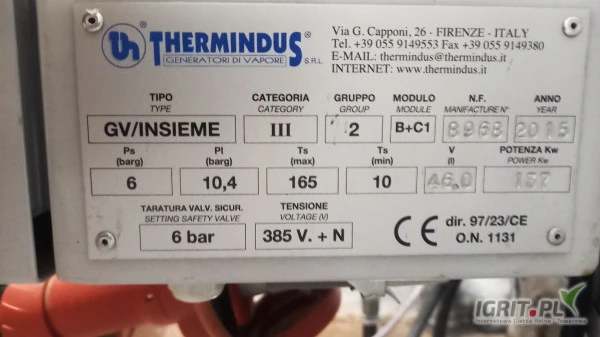 Via G. Capponi, 26 - FIRENZE - ITALY
THERMINDUS® S.R.L.
GENERATORI DI VAPORE
Tel. +39 055 9149553 Fax +39 055 9149380
E-MAIL: thermindus@thermindus.it
INTERNET: www.thermindus.it
TIPO CATEGORIA GRUPPO MODULO N.F. ANNO
TYPE CATEGORY GROUP MODULE MANIFACTURE N° YEAR
GV/INSIEME III 2 B+C1 8968 2015
Ps Pl Ts Ts V POTENZA Kw
(barg) (barg) (max) (min) (l) POWER Kw
6 10,4 165 10 46.0 137
TARATURA VALV. SICUR. TENSIONE
SETTING SAFETY VALVE VOLTAGE (V)
6 bar 385 V. + N
CE dir. 97/23/CE
O.N. 1131
IGRIT.PL